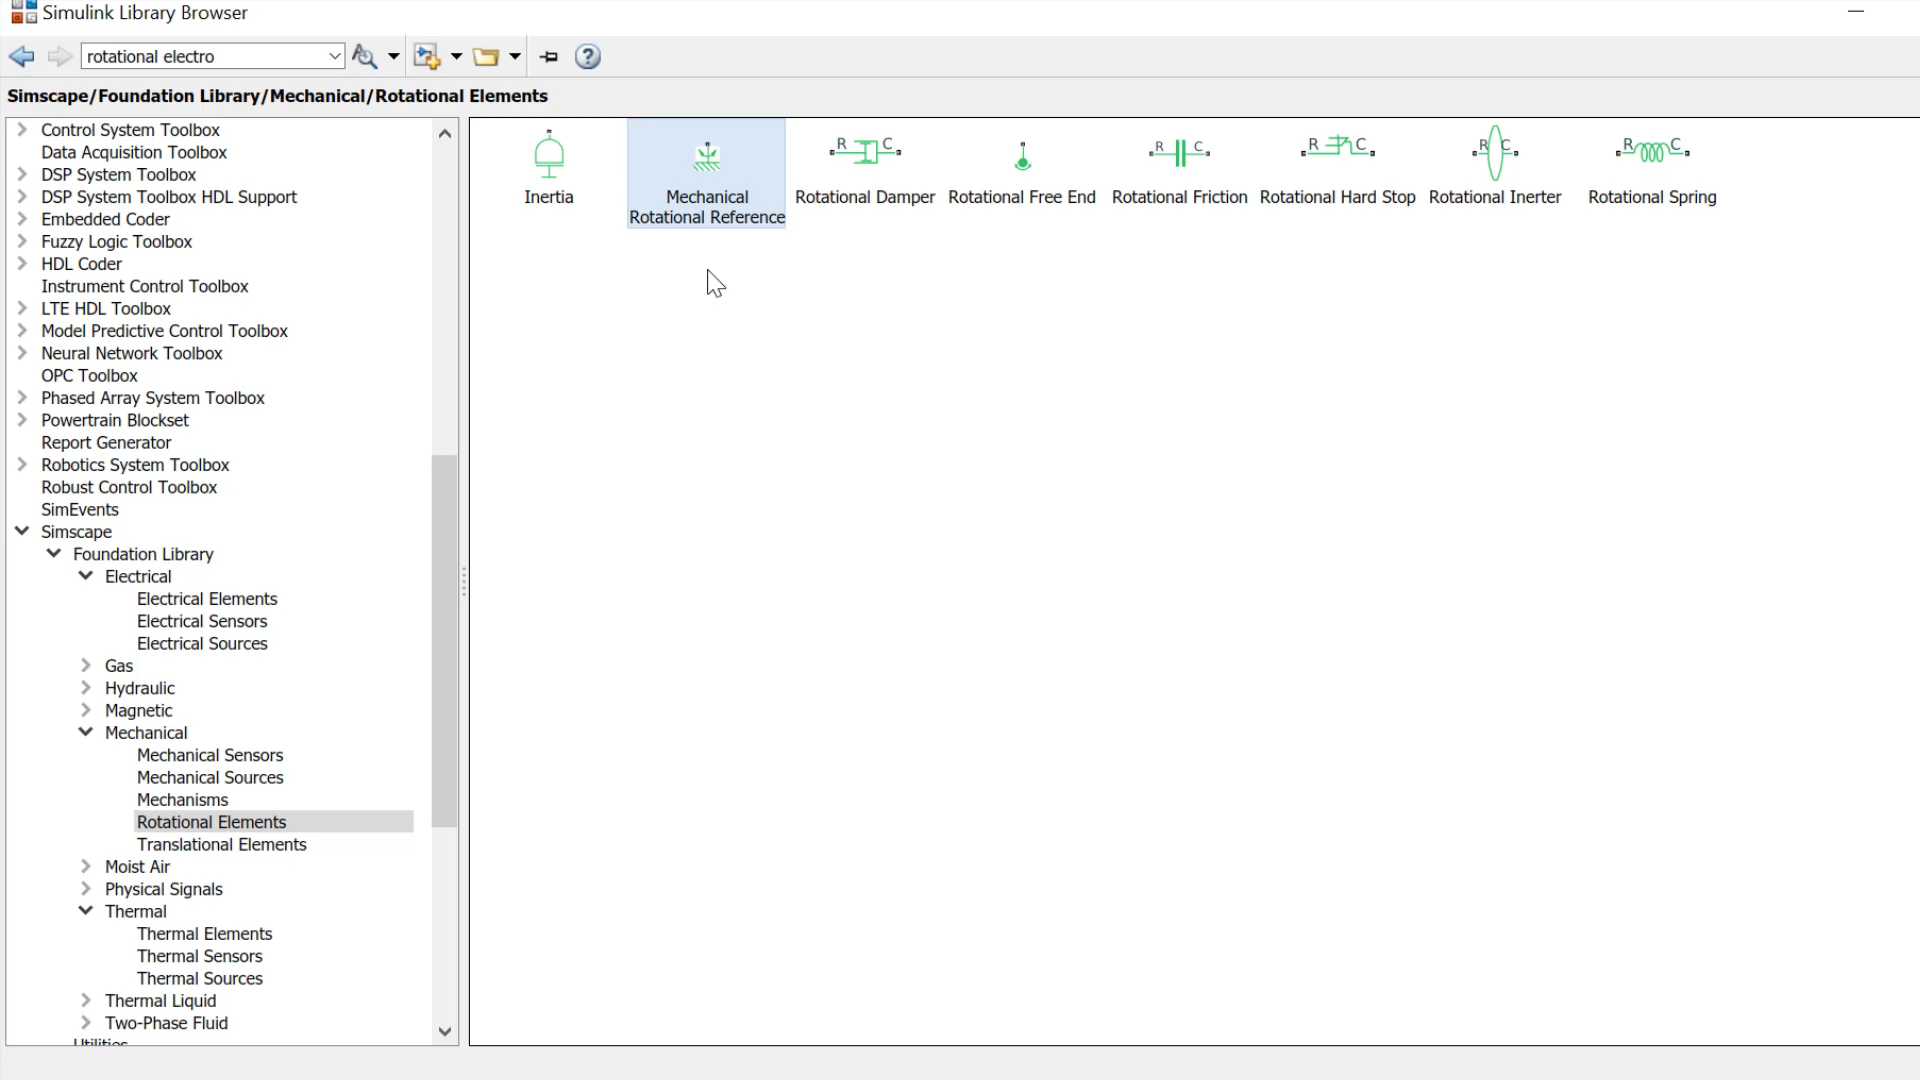 Simulink Library Browser
rotational electro
Simscape/Foundation Library/Mechanical/Rotational Elements
Control System Toolbox
Data Acquisition Toolbox
DSP System Toolbox
DSP System Toolbox HDL Support
Embedded Coder
Fuzzy Logic Toolbox
HDL Coder
Instrument Control Toolbox
LTE HDL Toolbox
Model Predictive Control Toolbox
Neural Network Toolbox
OPC Toolbox
Phased Array System Toolbox
Powertrain Blockset
Report Generator
Robotics System Toolbox
Robust Control Toolbox
SimEvents
Simscape
Foundation Library
Electrical
Electrical Elements
Electrical Sensors
Electrical Sources
Gas
Hydraulic
Magnetic
Mechanical
Mechanical Sensors
Mechanical Sources
Mechanisms
Rotational Elements
Translational Elements
Moist Air
Physical Signals
Thermal
Thermal Elements
Thermal Sensors
Thermal Sources
Thermal Liquid
Two-Phase Fluid
Utilities
R C R C R C R C R C
Inertia
Mechanical
Rotational Reference
Rotational Damper
Rotational Free End
Rotational Friction
Rotational Hard Stop
Rotational Inerter
Rotational Spring